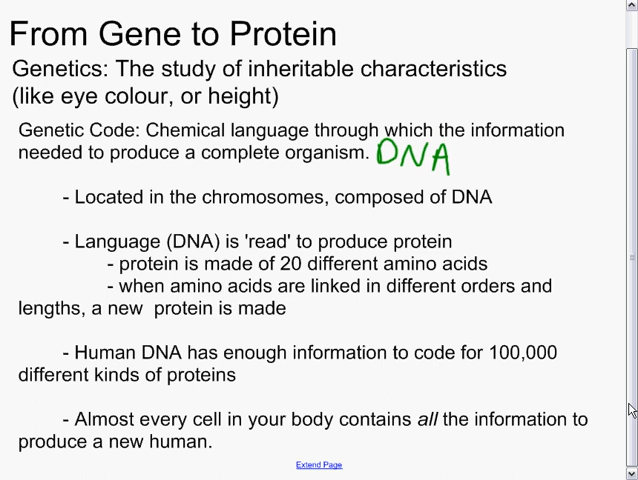 From Gene to Protein
Genetics: The study of inheritable characteristics
(like eye colour, or height)
Genetic Code: Chemical language through which the information
needed to produce a complete organism. DNA
- Located in the chromosomes, composed of DNA
- Language (DNA) is 'read' to produce protein
- protein is made of 20 different amino acids
- when amino acids are linked in different orders and
lengths, a new protein is made
- Human DNA has enough information to code for 100,000
different kinds of proteins
- Almost every cell in your body contains all the information to
produce a new human.
Extend Page